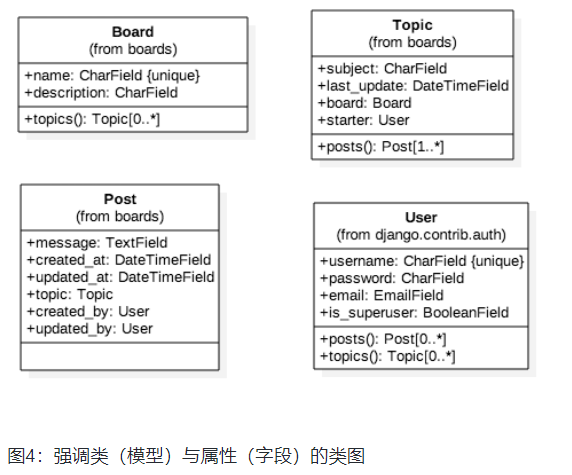 Board
(from boards)
+name: CharField {unique}
+description: CharField
+topics(): Topic[0..*]
Topic
(from boards)
+subject: CharField
+last_update: DateTimeField
+board: Board
+starter: User
+posts(): Post[1..*]
Post
(from boards)
+message: TextField
+created_at: DateTimeField
+updated_at: DateTimeField
+topic: Topic
+created_by: User
+updated_by: User
User
(from django.contrib.auth)
+username: CharField {unique}
+password: CharField
+email: EmailField
+is_superuser: BooleanField
+posts(): Post[0..*]
+topics(): Topic[0..*]
图4：强调类（模型）与属性（字段）的类图